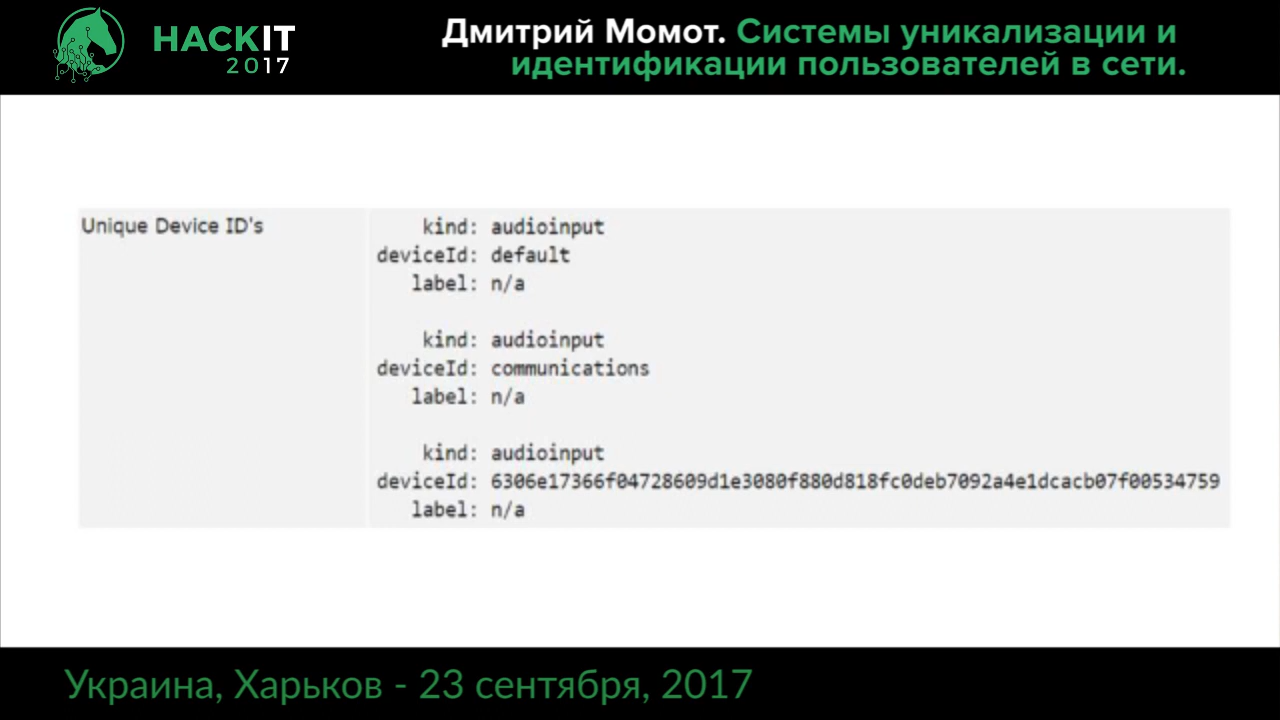 HACKIT
2017
Дмитрий Момот. Системы уникализации и
идентификации пользователей в сети.
Unique Device ID's
kind: audioinput
deviceId: default
label: n/a
kind: audioinput
deviceId: communications
label: n/a
kind: audioinput
deviceId: 6306e17366f04728609d1e3080f880d818fc0deb7092a4e1dcacb07f00534759
label: n/a
Украина, Харьков - 23 сентября, 2017